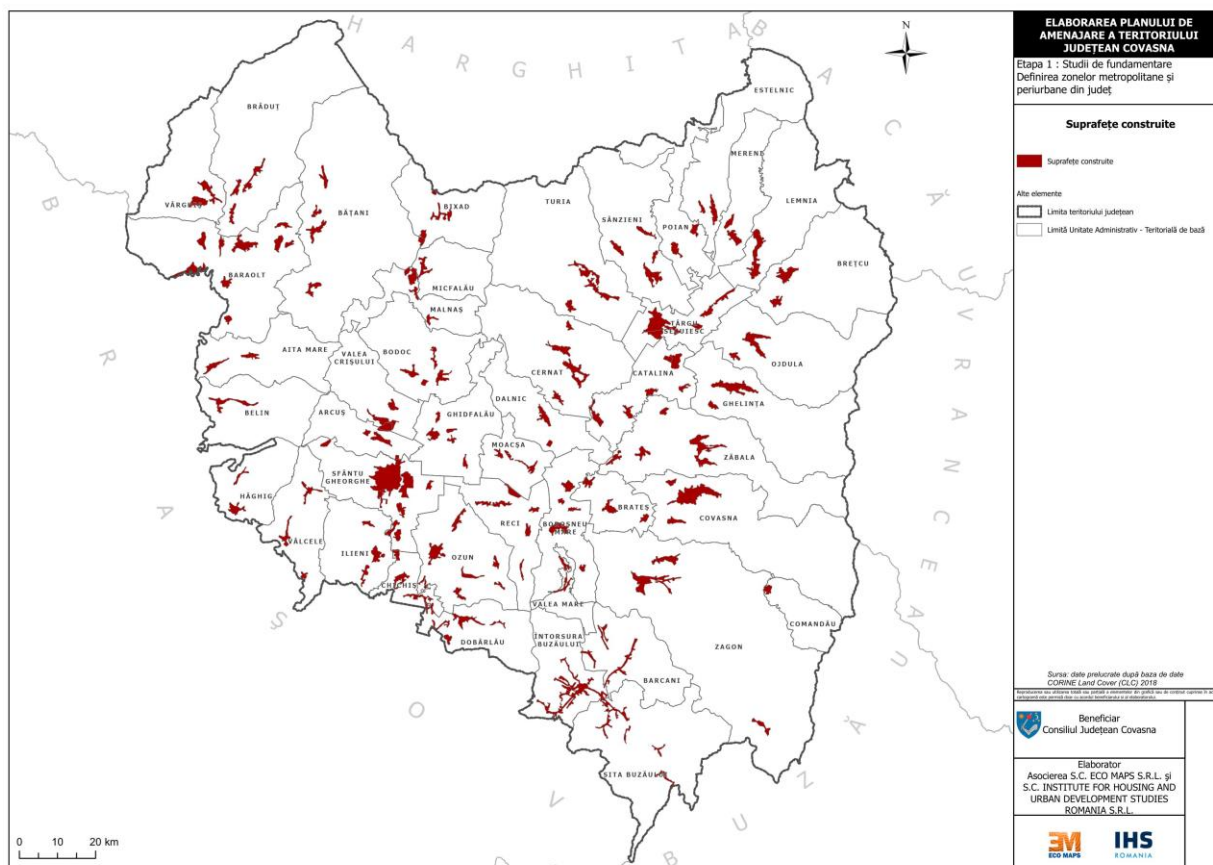 ELABORAREA PLANULUI DE
AMENAJARE A TERITORIULUI
JUDEȚEAN COVASNA
Etapa 1 : Studii de fundamentare
Definirea zonelor metropolitane și
periurbane din județ
Suprafețe construite
Suprafețe construite
Alte elemente
Limita teritoriului județean
Limită Unitate Administrativ - Teritorială de bază
N
HARGHITA
BACĂU
VRANCEA
BUZĂU
BRAȘOV
ESTELNIC
BRĂDUȚ
MERENI
LEMNIA
TURIA
BIXAD
VÂRGHIȘ
BĂȚANI
SÂNZIENI
POIAN
BREȚCU
BARAOLT
MICFALĂU
MALNAȘ
TÂRGU
SECUIESC
AITA MARE
VALEA
CRIȘULUI
BODOC
CERNAT
CATALINA
OJDULA
DALNIC
GHELINȚA
BELIN
ARCUȘ
GHIDFALĂU
MOACȘA
ZĂBALA
SFÂNTU
GHEORGHE
HĂGHIG
BRATEȘ
COVASNA
RECI
BOROȘNEU
MARE
VÂLCELE
ILIENI
OZUN
CHICHIȘ
VALEA MARE
COMANDĂU
DOBÂRLĂU
ÎNTORSURA
BUZĂULUI
ZAGON
BARCANI
SITA BUZĂULUI
0 10 20 km
Sursa: date prelucrate după baza de date
CORINE Land Cover (CLC) 2018
Beneficiar
Consiliul Județean Covasna
Elaborator
Asocierea S.C. ECO MAPS S.R.L. și
S.C. INSTITUTE FOR HOUSING AND
URBAN DEVELOPMENT STUDIES
ROMANIA S.R.L.
ECO MAPS
IHS
ROMANIA